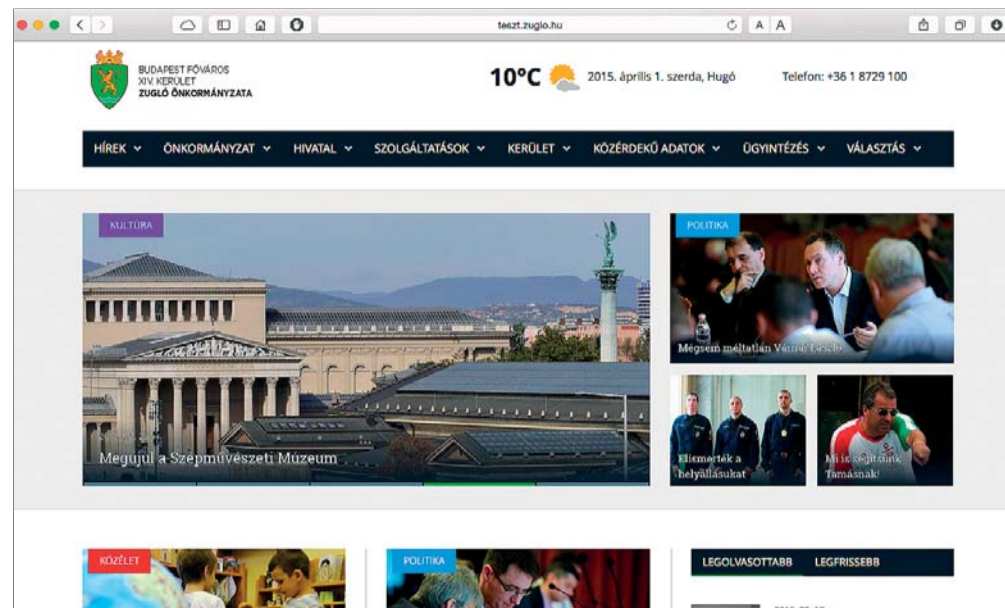 teszt.zuglo.hu
A A
BUDAPEST FŐVÁROS
XIV. KERÜLET
ZUGLÓ ÖNKORMÁNYZATA
10°C 2015. április 1. szerda, Hugó Telefon: +36 1 8729 100
HÍREK ÖNKORMÁNYZAT HIVATAL SZOLGÁLTATÁSOK KERÜLET KÖZÉRDEKŰ ADATOK ÜGYINTÉZÉS VÁLASZTÁS
KULTÚRA
Megújul a Szépművészeti Múzeum
POLITIKA
Mégsem méltatlan Várnai László
Elismerték a
helyállásukat
Mi is segítsünk
Tamásnak!
KÖZÉLET
POLITIKA
LEGOLVASOTTABB LEGFRISSEBB